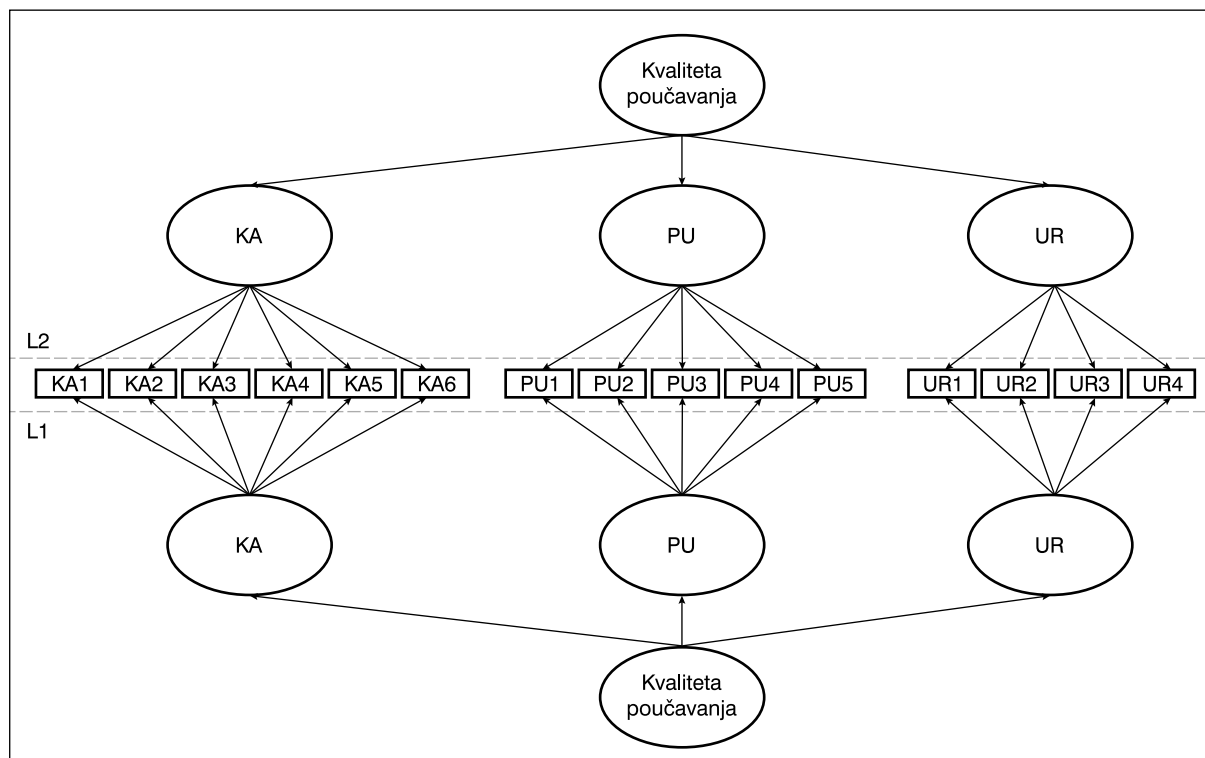 Kvaliteta
poučavanja
KA PU UR
L2
KA1 KA2 KA3 KA4 KA5 KA6 PU1 PU2 PU3 PU4 PU5 UR1 UR2 UR3 UR4
L1
KA PU UR
Kvaliteta
poučavanja